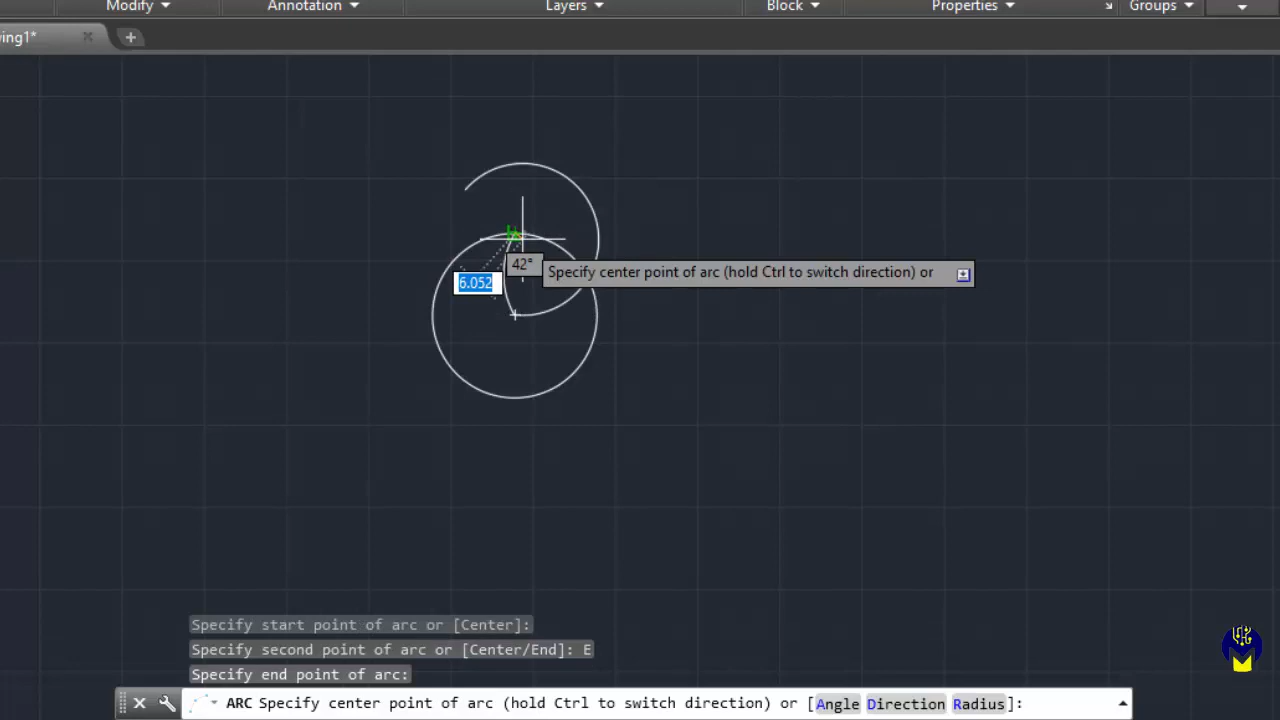 Modify Annotation Layers Block Properties Groups
wing1*
42°
Specify center point of arc (hold Ctrl to switch direction) or
6.052
Specify start point of arc or [Center]:
Specify second point of arc or [Center/End]: E
Specify end point of arc:
ARC Specify center point of arc (hold Ctrl to switch direction) or [Angle Direction Radius]: